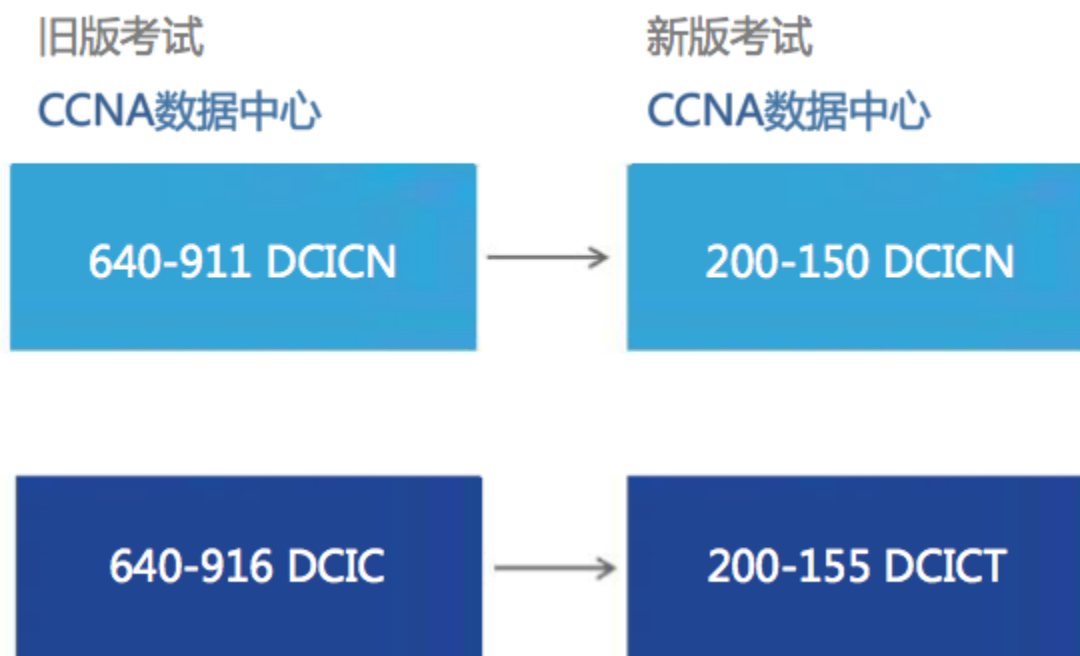 旧版考试
新版考试
CCNA数据中心
CCNA数据中心
640-911 DCICN
200-150 DCICN
640-916 DCIC
200-155 DCICT